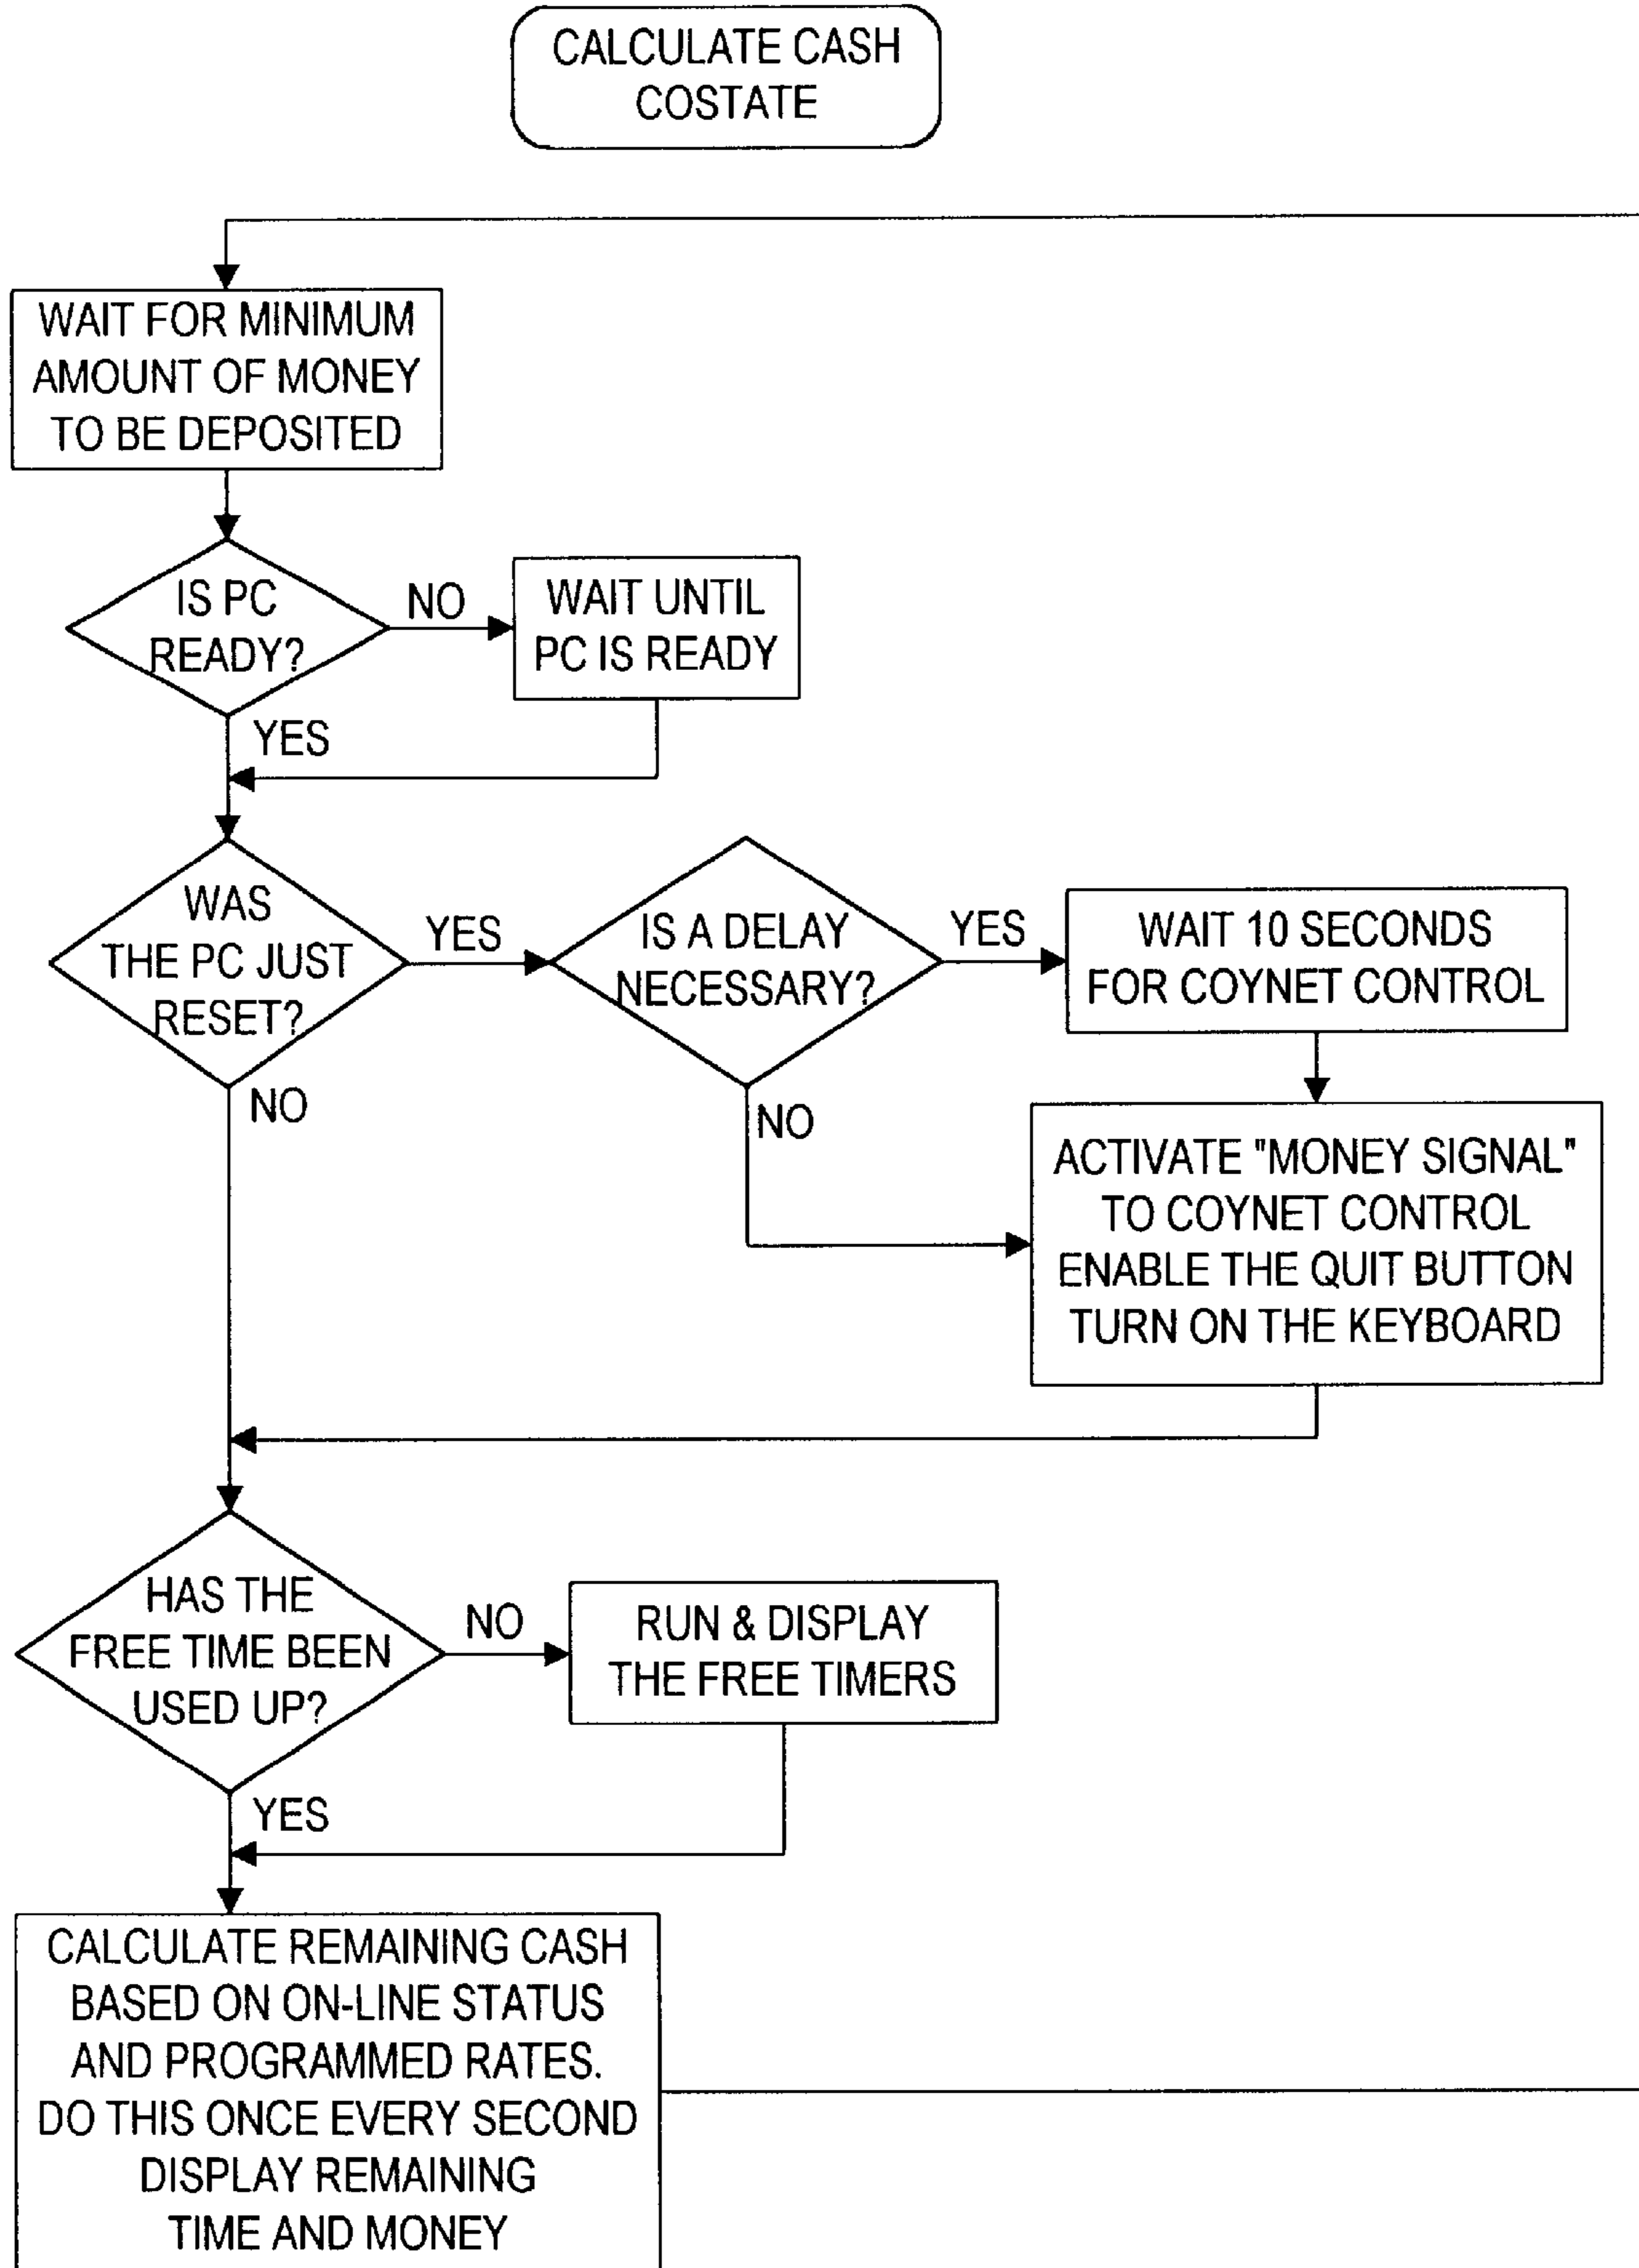 CALCULATE CASH
COSTATE
WAIT FOR MINIMUM
AMOUNT OF MONEY
TO BE DEPOSITED
IS PC
READY?
NO
WAIT UNTIL
PC IS READY
YES
WAS
THE PC JUST
RESET?
YES
IS A DELAY
NECESSARY?
YES
WAIT 10 SECONDS
FOR COYNET CONTROL
NO
NO
ACTIVATE "MONEY SIGNAL"
TO COYNET CONTROL
ENABLE THE QUIT BUTTON
TURN ON THE KEYBOARD
HAS THE
FREE TIME BEEN
USED UP?
NO
RUN & DISPLAY
THE FREE TIMERS
YES
CALCULATE REMAINING CASH
BASED ON ON-LINE STATUS
AND PROGRAMMED RATES.
DO THIS ONCE EVERY SECOND
DISPLAY REMAINING
TIME AND MONEY